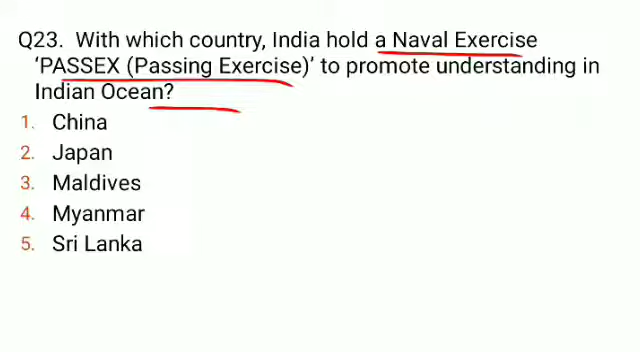 Q23. With which country, India hold a Naval Exercise
‘PASSEX (Passing Exercise)’ to promote understanding in
Indian Ocean?
1. China
2. Japan
3. Maldives
4. Myanmar
5. Sri Lanka